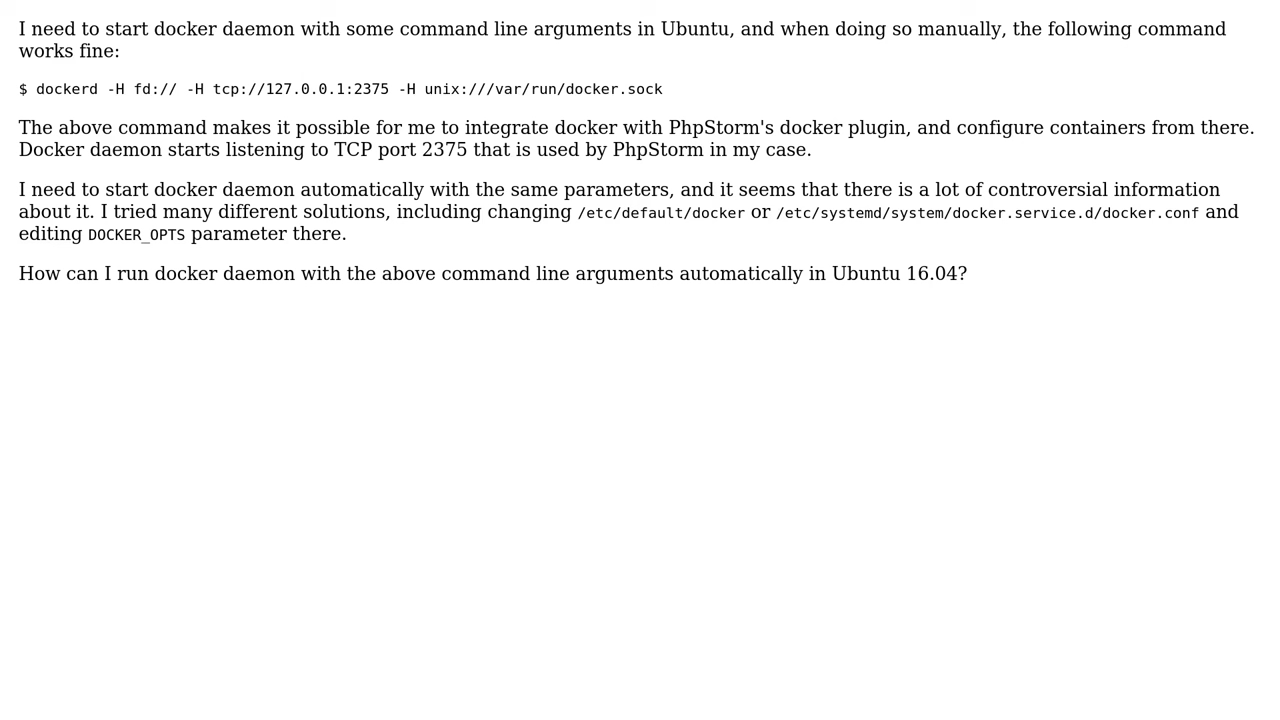 I need to start docker daemon with some command line arguments in Ubuntu, and when doing so manually, the following command
works fine:
$ dockerd -H fd:// -H tcp://127.0.0.1:2375 -H unix:///var/run/docker.sock
The above command makes it possible for me to integrate docker with PhpStorm's docker plugin, and configure containers from there.
Docker daemon starts listening to TCP port 2375 that is used by PhpStorm in my case.
I need to start docker daemon automatically with the same parameters, and it seems that there is a lot of controversial information
about it. I tried many different solutions, including changing /etc/default/docker or /etc/systemd/system/docker.service.d/docker.conf and
editing DOCKER_OPTS parameter there.
How can I run docker daemon with the above command line arguments automatically in Ubuntu 16.04?